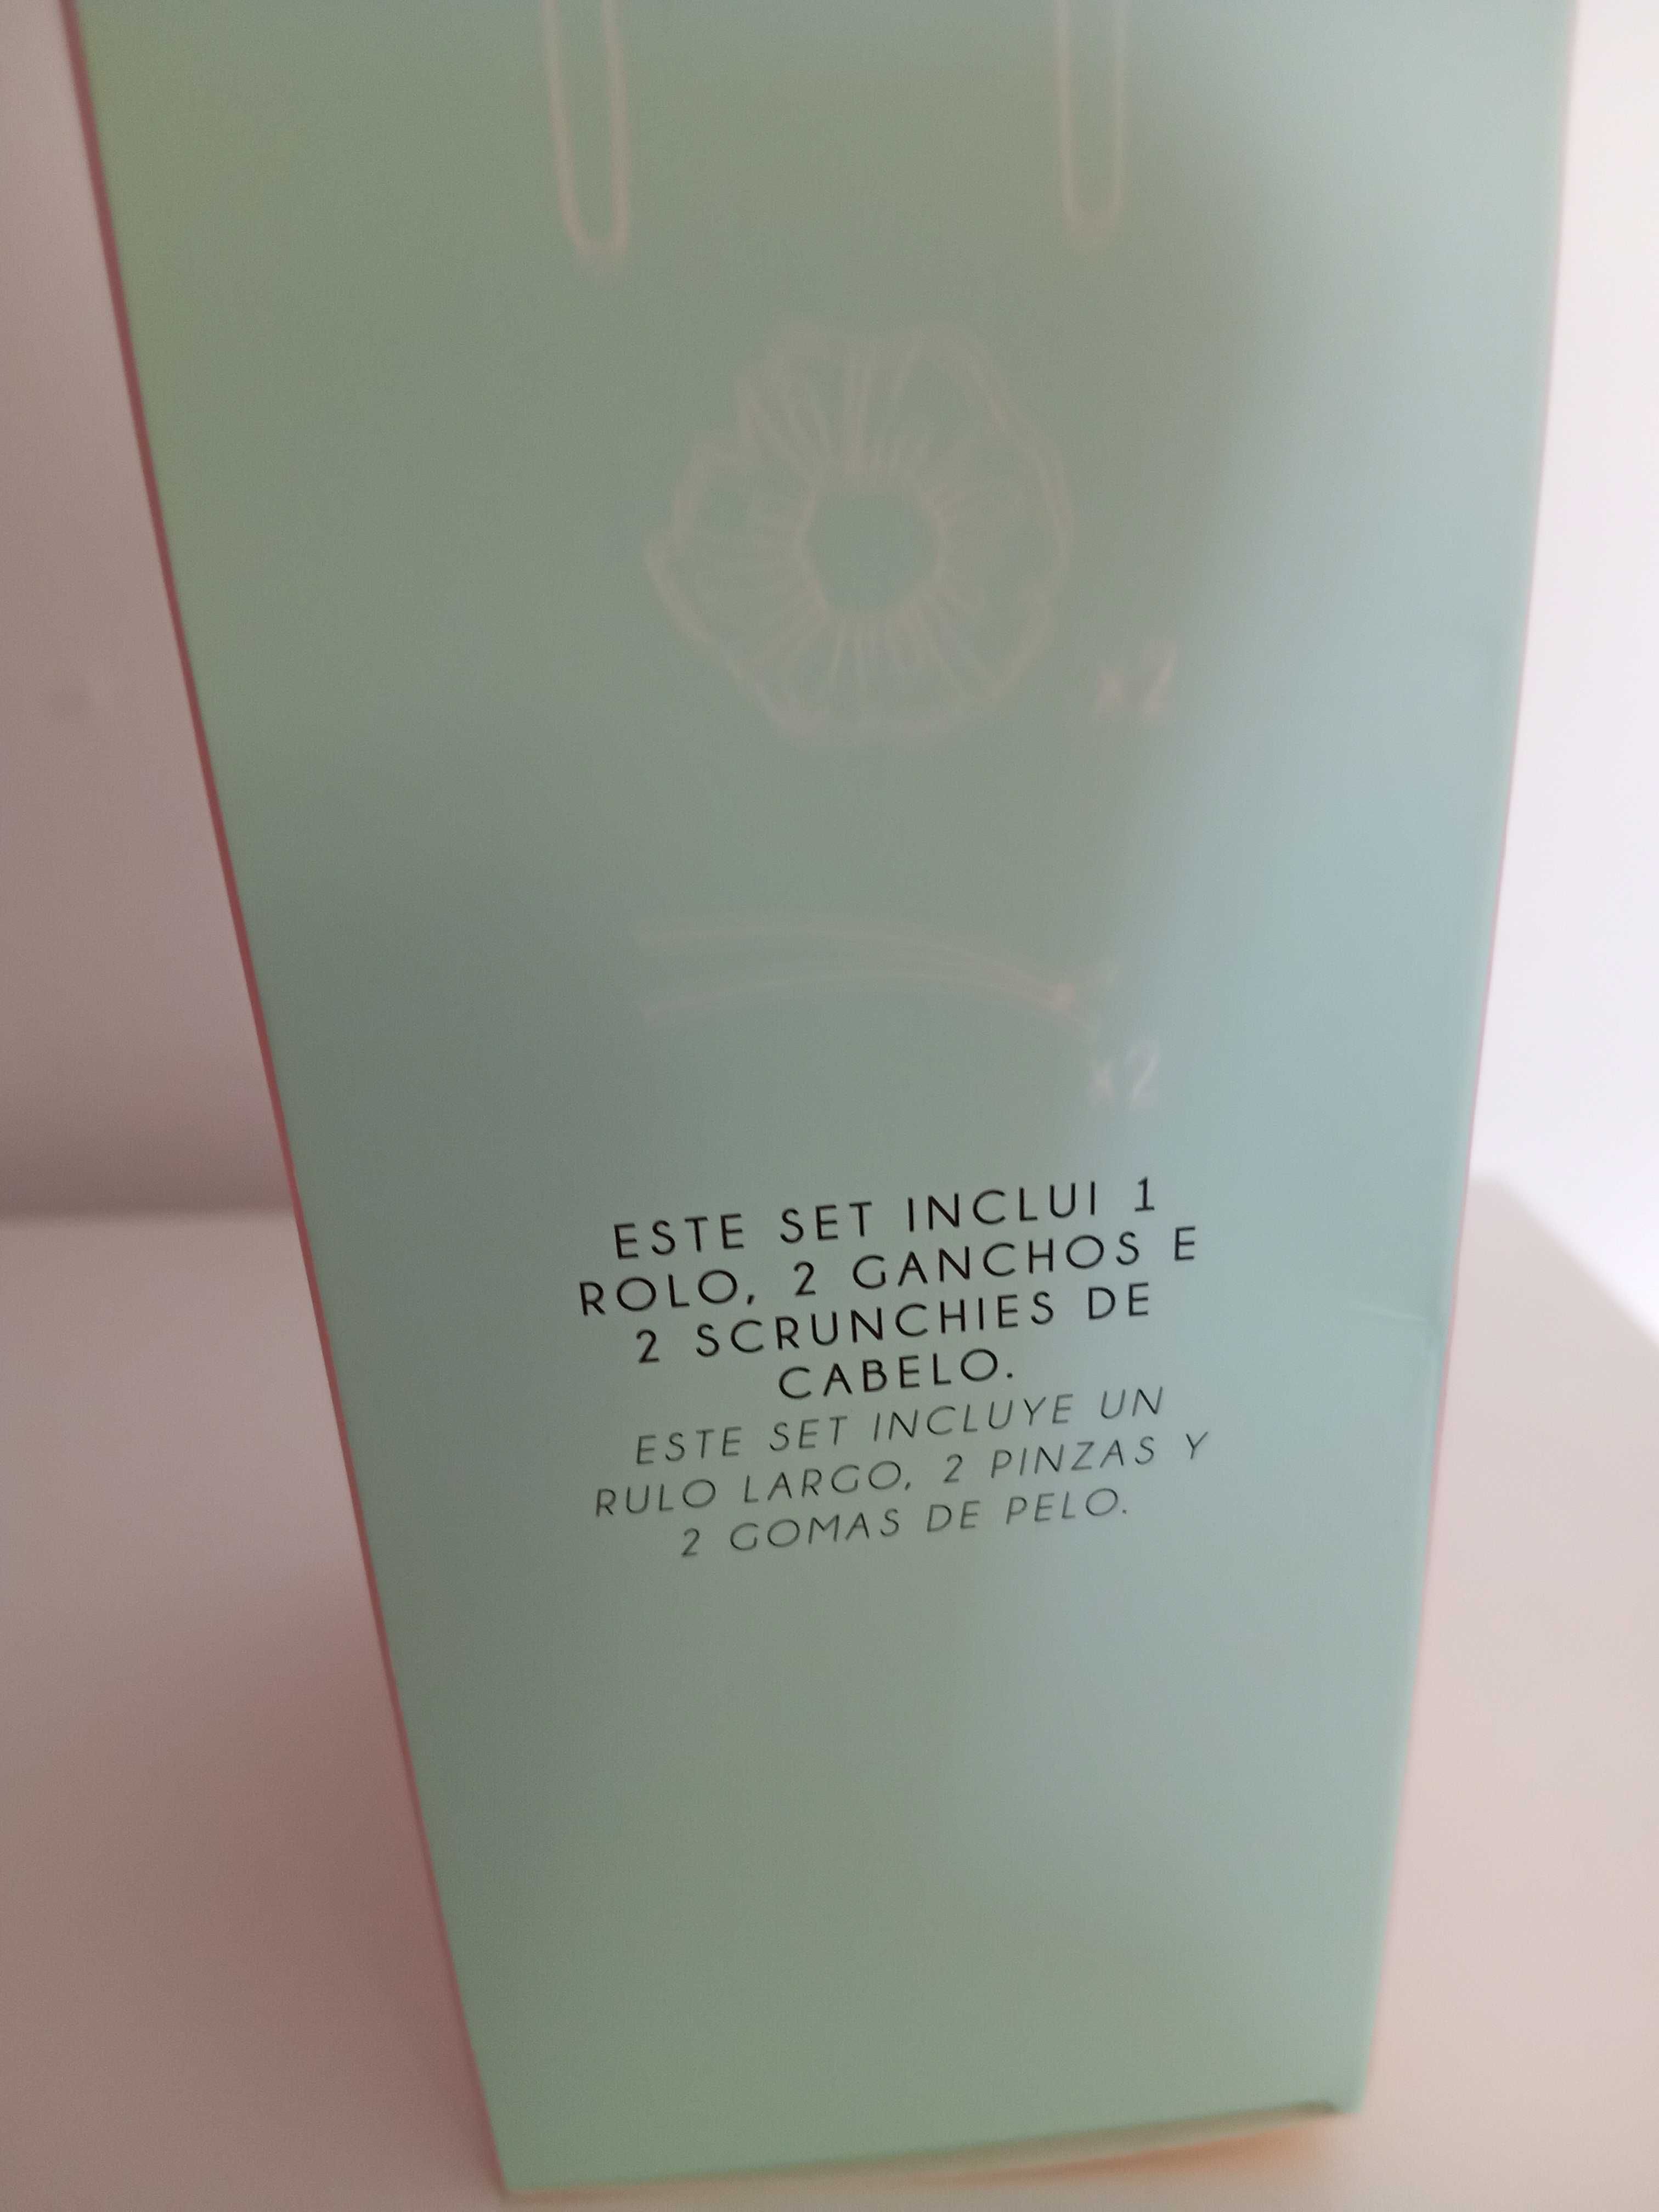 x2
x2
ESTE SET INCLUI 1
ROLO, 2 GANCHOS E
2 SCRUNCHIES DE
CABELO.
ESTE SET INCLUYE UN
RULO LARGO, 2 PINZAS Y
2 GOMAS DE PELO.